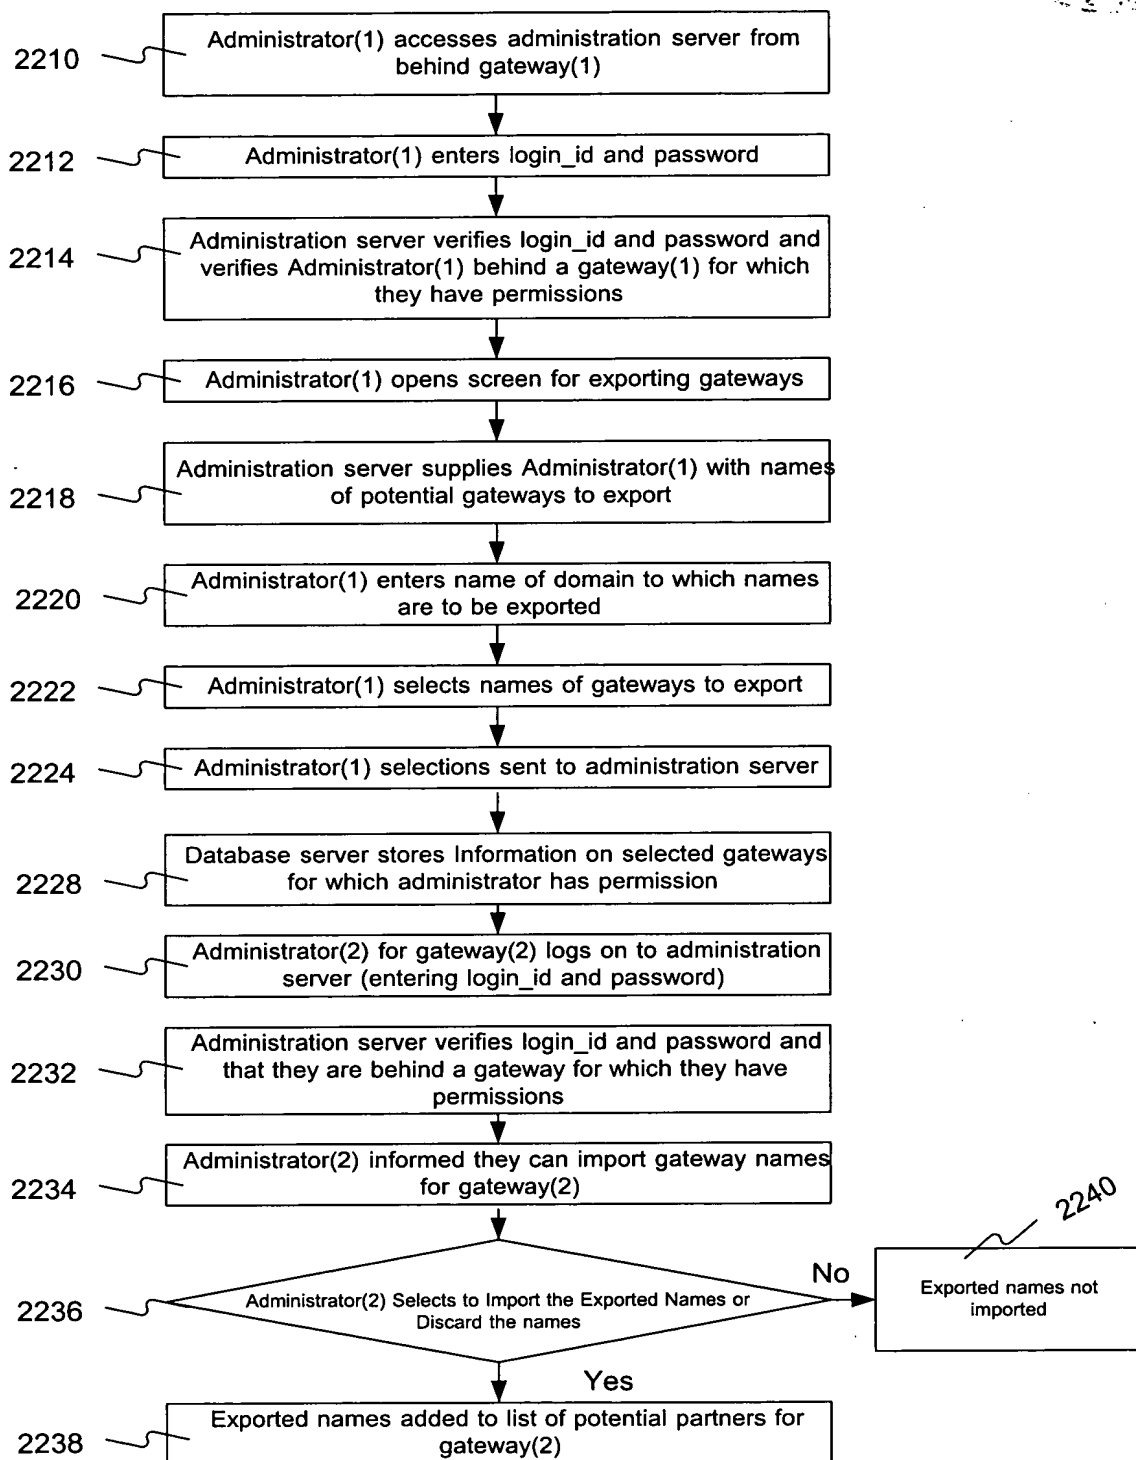 2210
Administrator(1) accesses administration server from
behind gateway(1)
2212
Administrator(1) enters login_id and password
2214
Administration server verifies login_id and password and
verifies Administrator(1) behind a gateway(1) for which
they have permissions
2216
Administrator(1) opens screen for exporting gateways
2218
Administration server supplies Administrator(1) with names
of potential gateways to export
2220
Administrator(1) enters name of domain to which names
are to be exported
2222
Administrator(1) selects names of gateways to export
2224
Administrator(1) selections sent to administration server
2228
Database server stores Information on selected gateways
for which administrator has permission
2230
Administrator(2) for gateway(2) logs on to administration
server (entering login_id and password)
2232
Administration server verifies login_id and password and
that they are behind a gateway for which they have
permissions
2234
Administrator(2) informed they can import gateway names
for gateway(2)
2236
Administrator(2) Selects to Import the Exported Names or
Discard the names
No
2240
Exported names not
imported
Yes
2238
Exported names added to list of potential partners for
gateway(2)